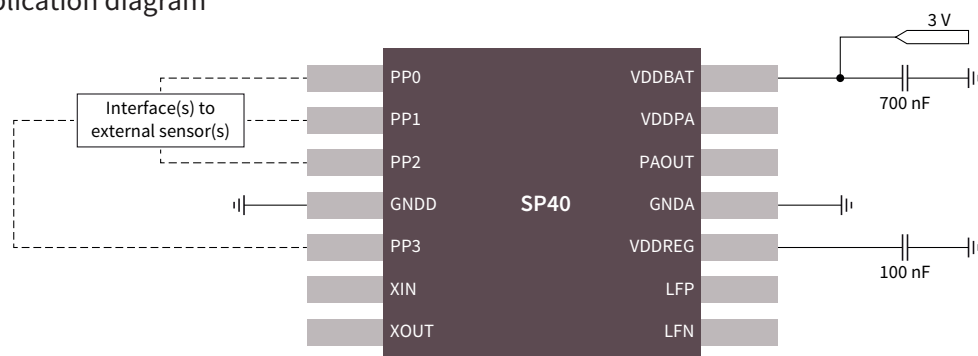 plication diagram
3 V
PP0
VDDBAT
700 nF
Interface(s) to
external sensor(s)
PP1
VDDPA
PP2
PAOUT
GNDD
SP40
GNDA
PP3
VDDREG
100 nF
XIN
LFP
XOUT
LFN